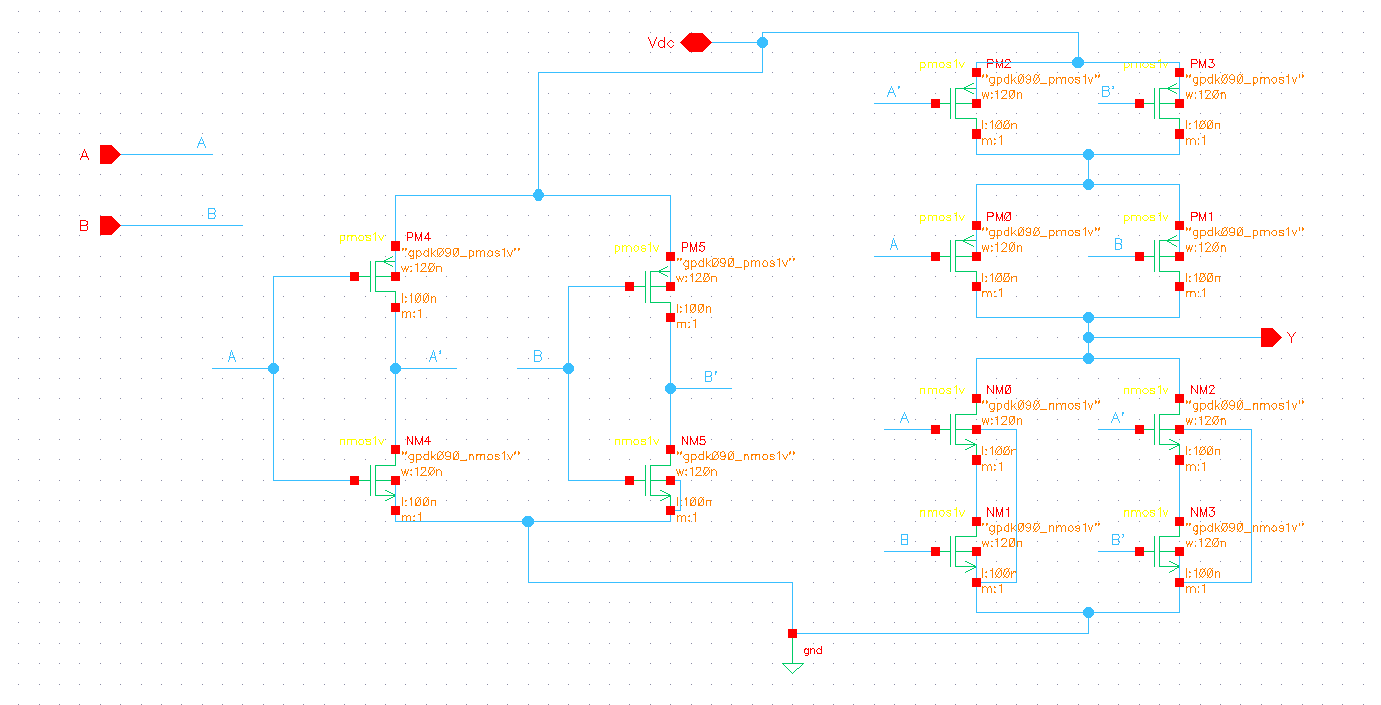 Vdc
pmos1v PM2
"gpdk090_pmos1v"
A'
w:120n
l:100n
m:1
pmos1v PM3
"gpdk090_pmos1v"
B'
w:120n
l:100n
m:1
A A
B B
pmos1v PM4
"gpdk090_pmos1v"
w:120n
l:100n
m:1
pmos1v PM5
"gpdk090_pmos1v"
w:120n
l:100n
m:1
pmos1v PM0
"gpdk090_pmos1v"
A
w:120n
l:100n
m:1
pmos1v PM1
"gpdk090_pmos1v"
B
w:120n
l:100n
m:1
A A' B B'
Y
nmos1v NM4
"gpdk090_nmos1v"
w:120n
l:100n
m:1
nmos1v NM5
"gpdk090_nmos1v"
w:120n
l:100n
m:1
nmos1v NM0
"gpdk090_nmos1v"
A
w:120n
l:100n
m:1
nmos1v NM2
"gpdk090_nmos1v"
A'
w:120n
l:100n
m:1
nmos1v NM1
"gpdk090_nmos1v"
B
w:120n
l:100n
m:1
nmos1v NM3
"gpdk090_nmos1v"
B'
w:120n
l:100n
m:1
gnd